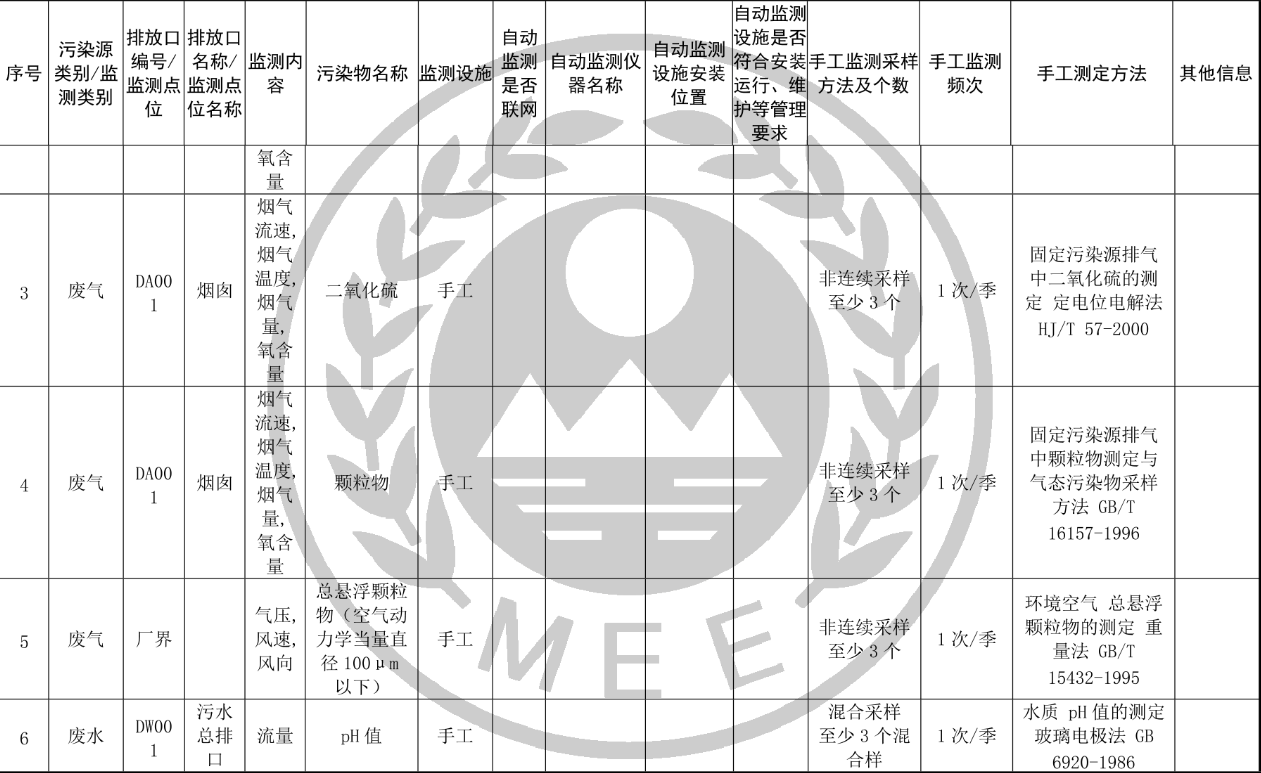 序号
污染源
类别/监
测类别
排放口
编号/
监测点
位
排放口
名称/
监测点
位名称
监测内
容
污染物名称
监测设施
自动
监测
是否
联网
自动监测仪
器名称
自动监测
设施安装
位置
自动监测
设施是否
符合安装
运行、维
护等管理
要求
手工监测采样
方法及个数
手工监测
频次
手工测定方法
其他信息
氧含
量
3
废气
DA00
1
烟囱
烟气
流速,
烟气
温度,
烟气
量,
氧含
量
二氧化硫
手工
非连续采样
至少3个
1次/季
固定污染源排气
中二氧化硫的测
定 定电位电解法
HJ/T 57-2000
4
废气
DA00
1
烟囱
烟气
流速,
烟气
温度,
烟气
量,
氧含
量
颗粒物
手工
非连续采样
至少3个
1次/季
固定污染源排气
中颗粒物测定与
气态污染物采样
方法 GB/T
16157-1996
5
废气
厂界
气压,
风速,
风向
总悬浮颗粒
物（空气动
力学当量直
径100μm
以下）
手工
非连续采样
至少3个
1次/季
环境空气 总悬浮
颗粒物的测定 重
量法 GB/T
15432-1995
6
废水
DW00
1
污水
总排
口
流量
pH值
手工
混合采样
至少3个混
合样
1次/季
水质 pH值的测定
玻璃电极法 GB
6920-1986
MEE